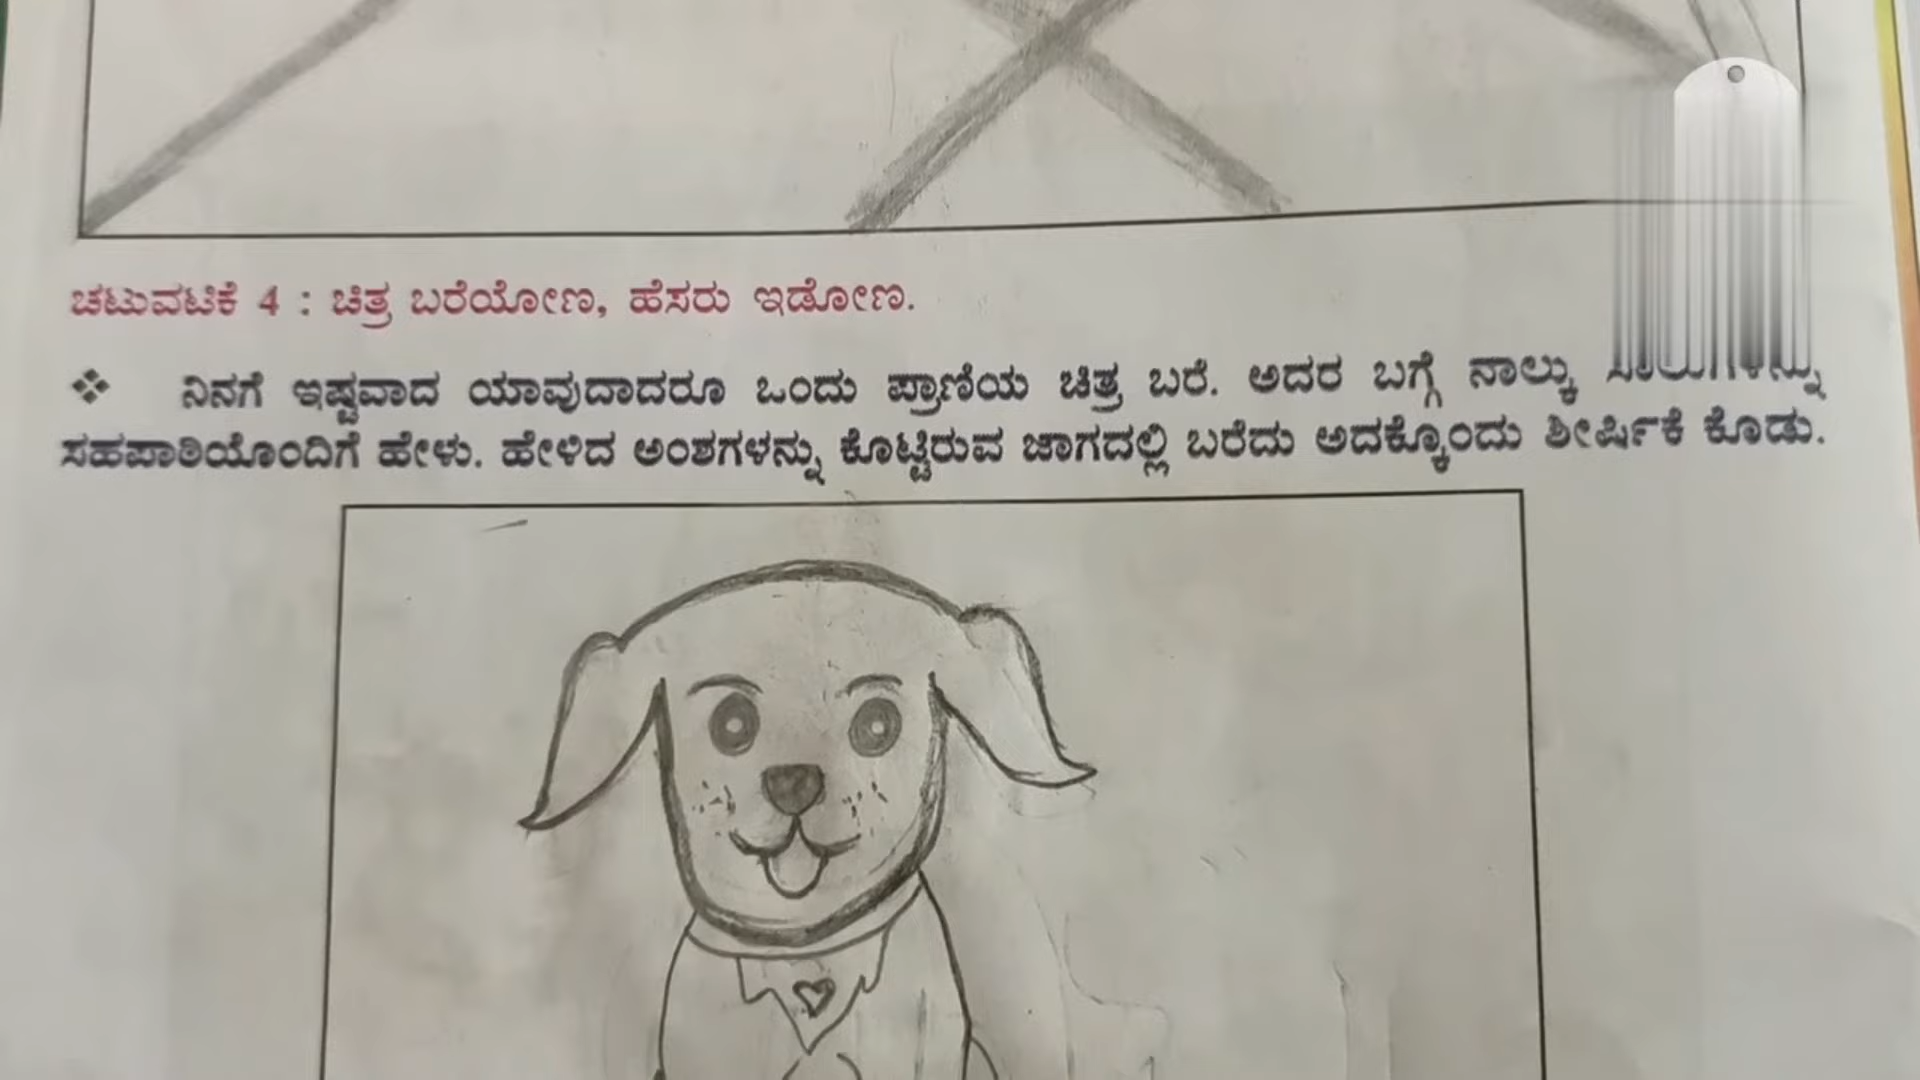 ಚಟುವಟಿಕೆ 4 : ಚಿತ್ರ ಬರೆಯೋಣ, ಹೆಸರು ಇಡೋಣ.
❖ ನಿನಗೆ ಇಷ್ಟವಾದ ಯಾವುದಾದರೂ ಒಂದು ಪ್ರಾಣಿಯ ಚಿತ್ರ ಬರೆ. ಅದರ ಬಗ್ಗೆ ನಾಲ್ಕು
ಸಹಪಾಠಿಯೊಂದಿಗೆ ಹೇಳು. ಹೇಳಿದ ಅಂಶಗಳನ್ನು ಕೊಟ್ಟಿರುವ ಜಾಗದಲ್ಲಿ ಬರೆದು ಅದಕ್ಕೊಂದು ಶೀರ್ಷಿಕೆ ಕೊಡು.